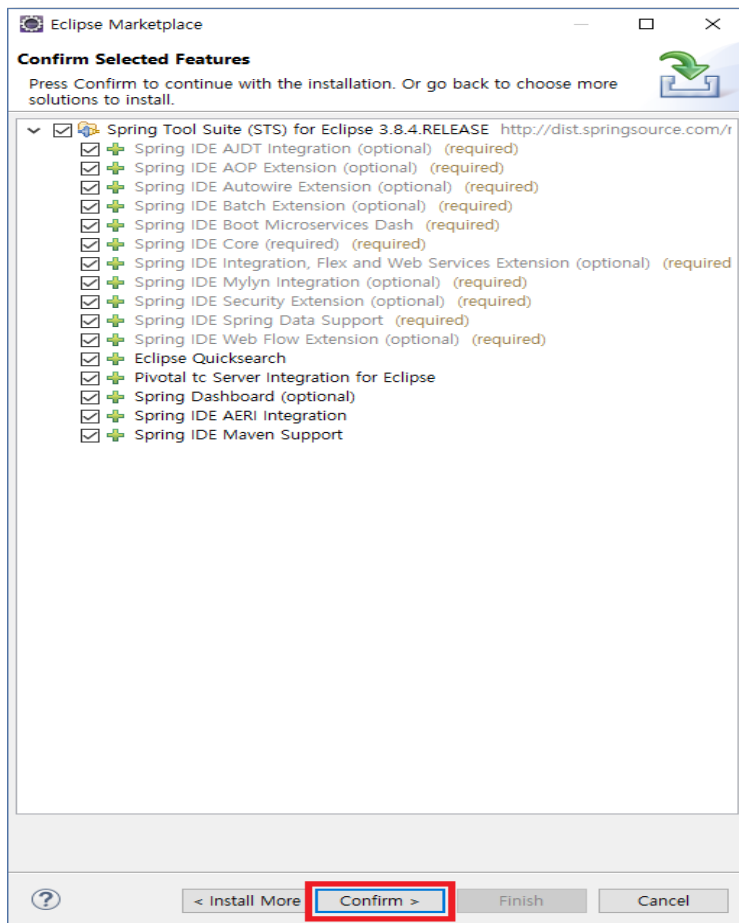 Eclipse Marketplace
Confirm Selected Features
Press Confirm to continue with the installation. Or go back to choose more
solutions to install.
Spring Tool Suite (STS) for Eclipse 3.8.4.RELEASE http://dist.springsource.com/r
Spring IDE AJDT Integration (optional) (required)
Spring IDE AOP Extension (optional) (required)
Spring IDE Autowire Extension (optional) (required)
Spring IDE Batch Extension (optional) (required)
Spring IDE Boot Microservices Dash (required)
Spring IDE Core (required) (required)
Spring IDE Integration, Flex and Web Services Extension (optional) (required
Spring IDE Mylyn Integration (optional) (required)
Spring IDE Security Extension (optional) (required)
Spring IDE Spring Data Support (required)
Spring IDE Web Flow Extension (optional) (required)
Eclipse Quicksearch
Pivotal tc Server Integration for Eclipse
Spring Dashboard (optional)
Spring IDE AERI Integration
Spring IDE Maven Support
? < Install More Confirm > Finish Cancel